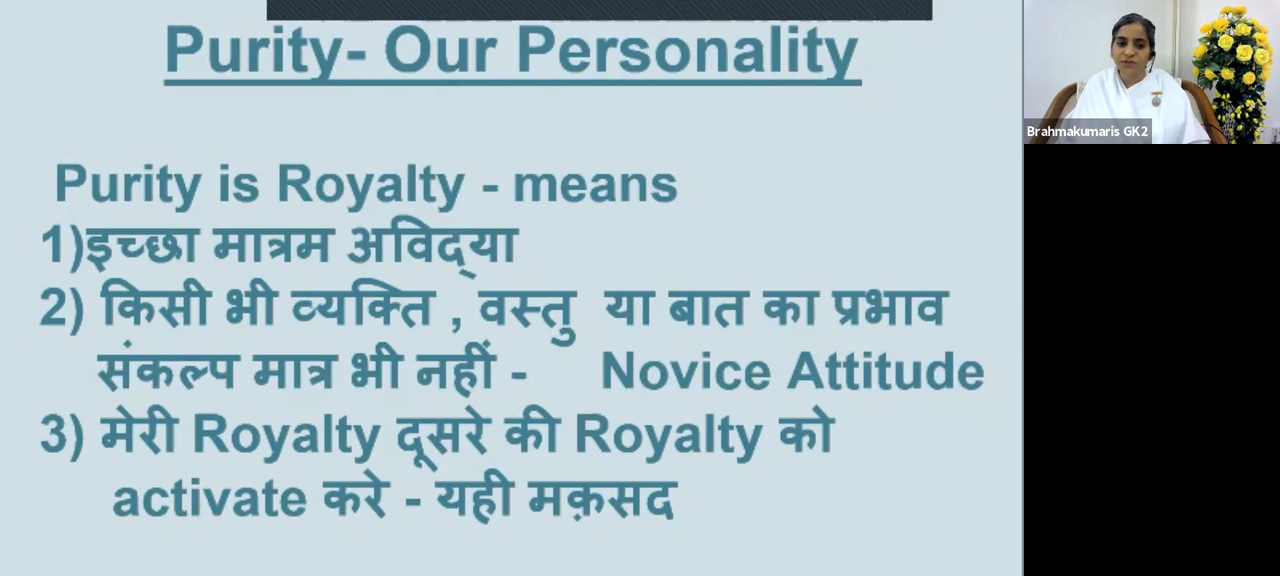 Purity- Our Personality
Purity is Royalty - means
1)इच्छा मात्रम अविद्या
2) किसी भी व्यक्ति , वस्तु या बात का प्रभाव
संकल्प मात्र भी नहीं - Novice Attitude
3) मेरी Royalty दूसरे की Royalty को
activate करे - यही मक़सद
Brahmakumaris GK2